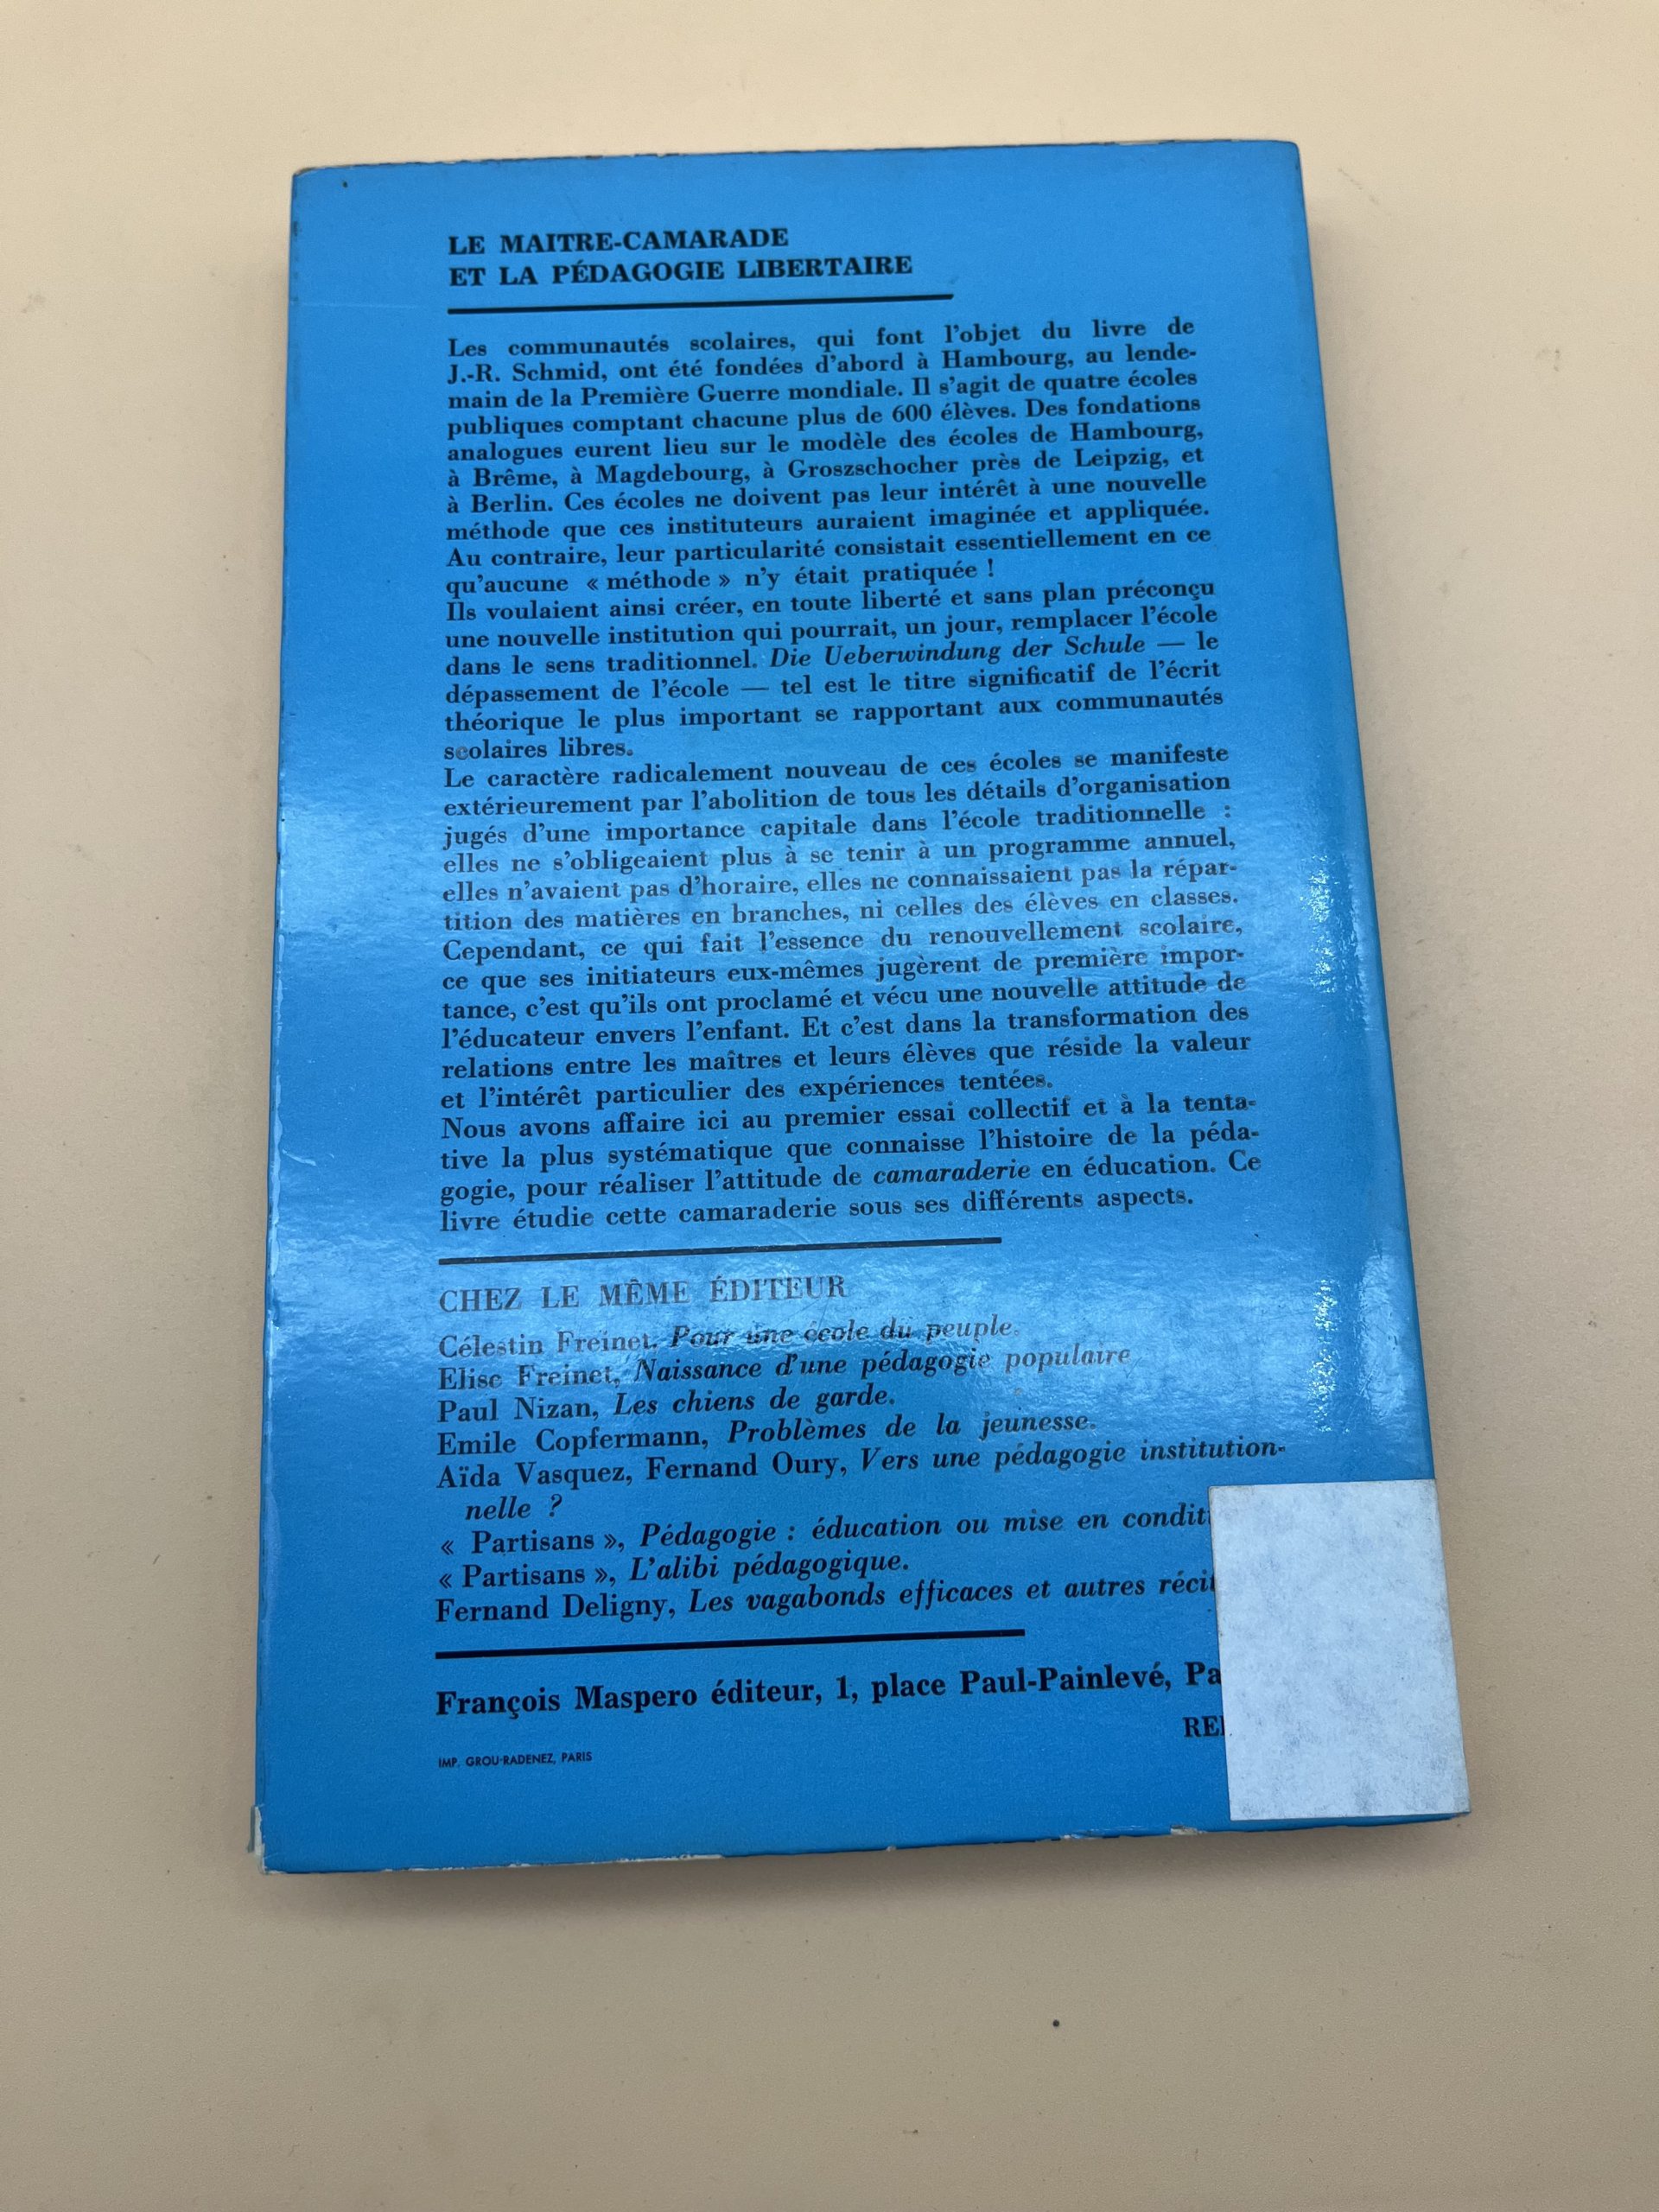 LE MAITRE-CAMARADE
ET LA PÉDAGOGIE LIBERTAIRE
Les communautés scolaires, qui font l'objet du livre de
J.-R. Schmid, ont été fondées d'abord à Hambourg, au lende-
main de la Première Guerre mondiale. Il s'agit de quatre écoles
publiques comptant chacune plus de 600 élèves. Des fondations
analogues eurent lieu sur le modèle des écoles de Hambourg,
à Brême, à Magdebourg, à Groszschocher près de Leipzig, et
à Berlin. Ces écoles ne doivent pas leur intérêt à une nouvelle
méthode que ces instituteurs auraient imaginée et appliquée.
Au contraire, leur particularité consistait essentiellement en ce
qu'aucune « méthode » n'y était pratiquée !
Ils voulaient ainsi créer, en toute liberté et sans plan préconçu
une nouvelle institution qui pourrait, un jour, remplacer l'école
dans le sens traditionnel. Die Ueberwindung der Schule — le
dépassement de l'école — tel est le titre significatif de l'écrit
théorique le plus important se rapportant aux communautés
scolaires libres.
Le caractère radicalement nouveau de ces écoles se manifeste
extérieurement par l'abolition de tous les détails d'organisation
jugés d'une importance capitale dans l'école traditionnelle :
elles ne s'obligeaient plus à se tenir à un programme annuel,
elles n'avaient pas d'horaire, elles ne connaissaient pas la répar-
tition des matières en branches, ni celles des élèves en classes.
Cependant, ce qui fait l'essence du renouvellement scolaire,
ce que ses initiateurs eux-mêmes jugèrent de première impor-
tance, c'est qu'ils ont proclamé et vécu une nouvelle attitude de
l'éducateur envers l'enfant. Et c'est dans la transformation des
relations entre les maîtres et leurs élèves que réside la valeur
et l'intérêt particulier des expériences tentées.
Nous avons affaire ici au premier essai collectif et à la tenta-
tive la plus systématique que connaisse l'histoire de la péda-
gogie, pour réaliser l'attitude de camaraderie en éducation. Ce
livre étudie cette camaraderie sous ses différents aspects.
CHEZ LE MÊME ÉDITEUR
Célestin Freinet, Pour une école du peuple.
Elise Freinet, Naissance d'une pédagogie populaire
Paul Nizan, Les chiens de garde.
Emile Copfermann, Problèmes de la jeunesse.
Aïda Vasquez, Fernand Oury, Vers une pédagogie institution-
nelle ?
« Partisans », Pédagogie : éducation ou mise en condit
« Partisans », L'alibi pédagogique.
Fernand Deligny, Les vagabonds efficaces et autres récit
François Maspero éditeur, 1, place Paul-Painlevé, Pa
IMP. GROU-RADENEZ, PARIS